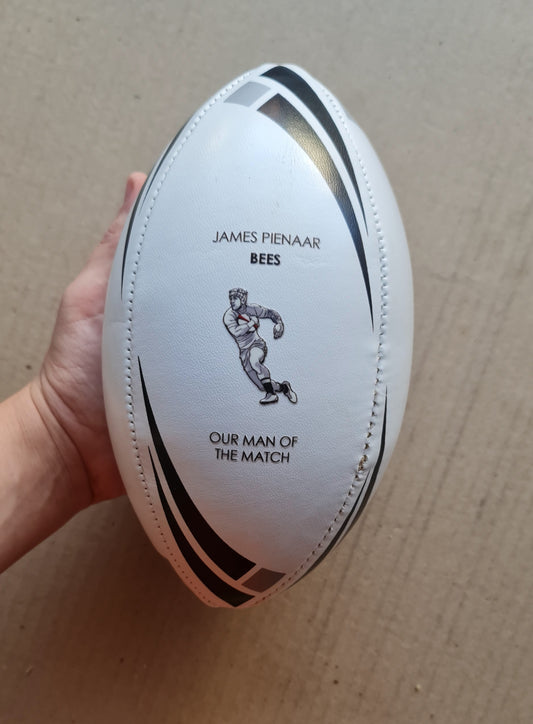 JAMES PIENAAR
BEES
OUR MAN OF
THE MATCH